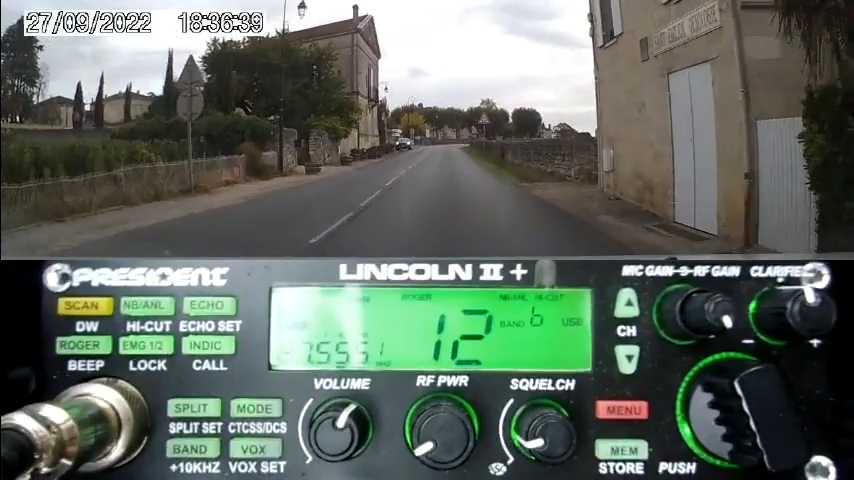 27/09/2022 18:36:39
PRESIDENT
LINCOLN II +
MIC GAIN RF GAIN CLARIFIER
SCAN NB/ANL ECHO
DW HI-CUT ECHO SET
ROGER EMG 1/2 INDIC
BEEP LOCK CALL
ROGER NB/ANL HI-CUT
12 BAND 6 USB
CH
VOLUME RF PWR SQUELCH
SPLIT MODE
SPLIT SET CTCSS/DCS
BAND VOX
+10KHZ VOX SET
MENU
MEM
STORE PUSH
- +